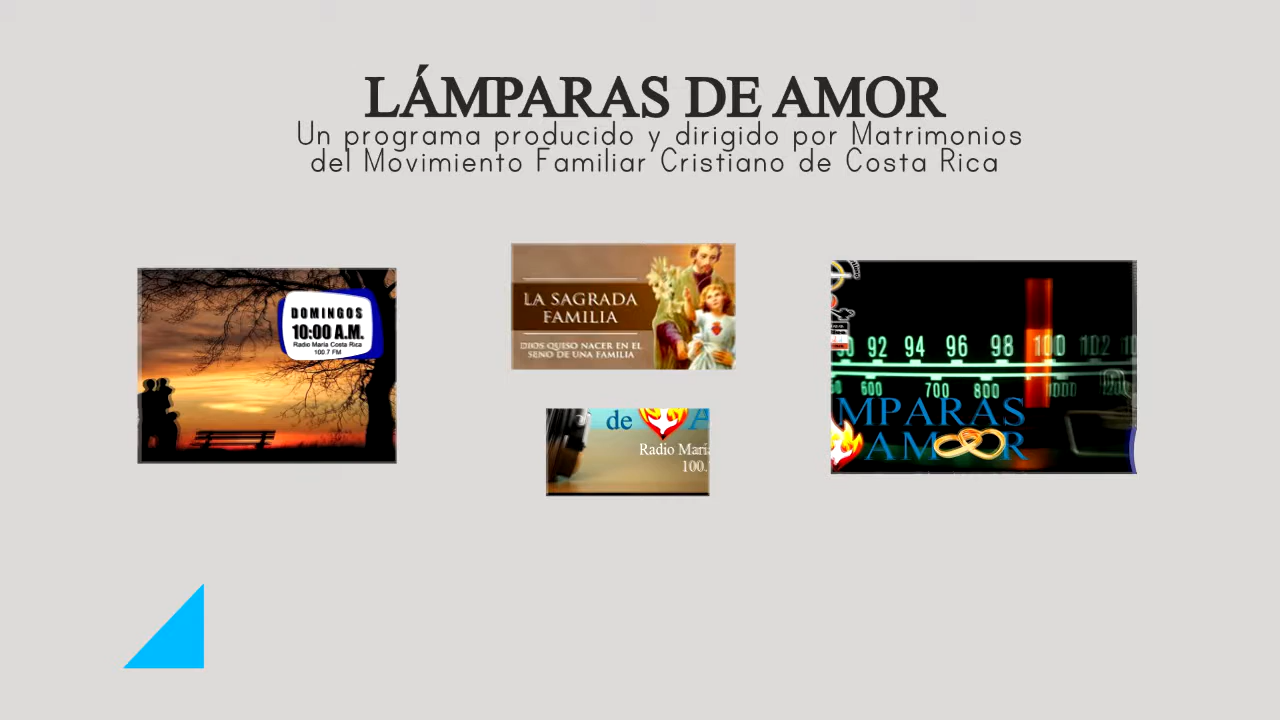 LÁMPARAS DE AMOR
Un programa producido y dirigido por Matrimonios
del Movimiento Familiar Cristiano de Costa Rica
DOMINGOS
10:00 A.M.
Radio María Costa Rica
100.7 FM
LA SAGRADA
FAMILIA
DIOS QUISO NACER EN EL
SENO DE UNA FAMILIA
de
Radio María
100.
92 94 96 98 100 102
600 700 800 1000
MPARAS
AMOR